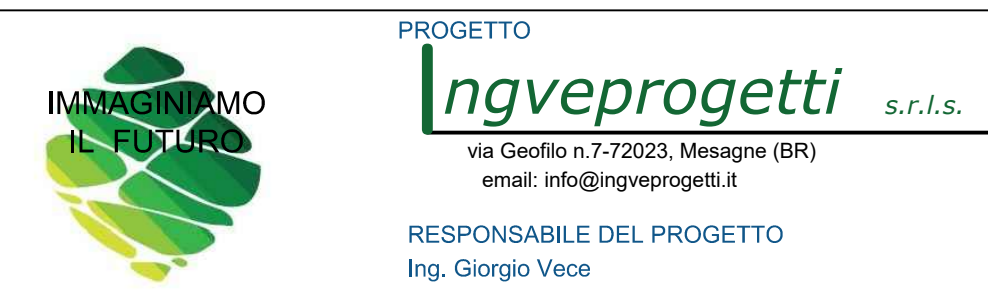 IMMAGINIAMO
IL FUTURO
PROGETTO
Ingveprogetti s.r.l.s.
via Geofilo n.7-72023, Mesagne (BR)
email: info@ingveprogetti.it
RESPONSABILE DEL PROGETTO
Ing. Giorgio Vece